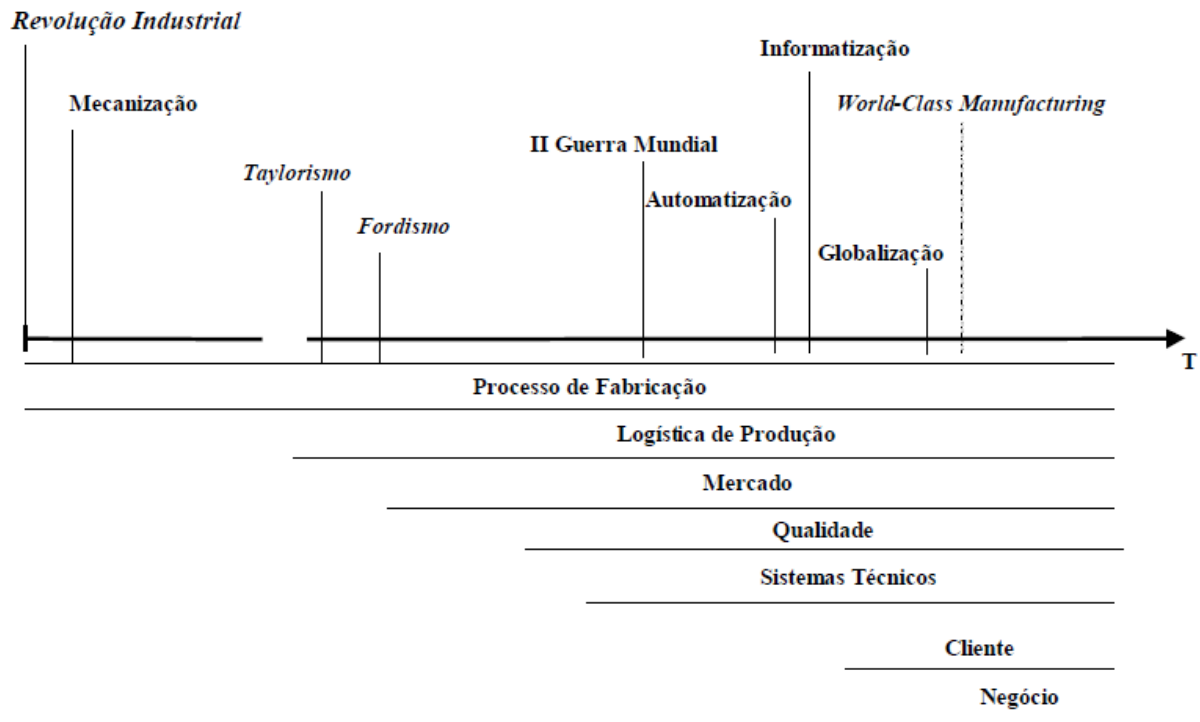 Revolução Industrial
Informatização
Mecanização
World-Class Manufacturing
II Guerra Mundial
Taylorismo
Automatização
Fordismo
Globalização
T
Processo de Fabricação
Logística de Produção
Mercado
Qualidade
Sistemas Técnicos
Cliente
Negócio